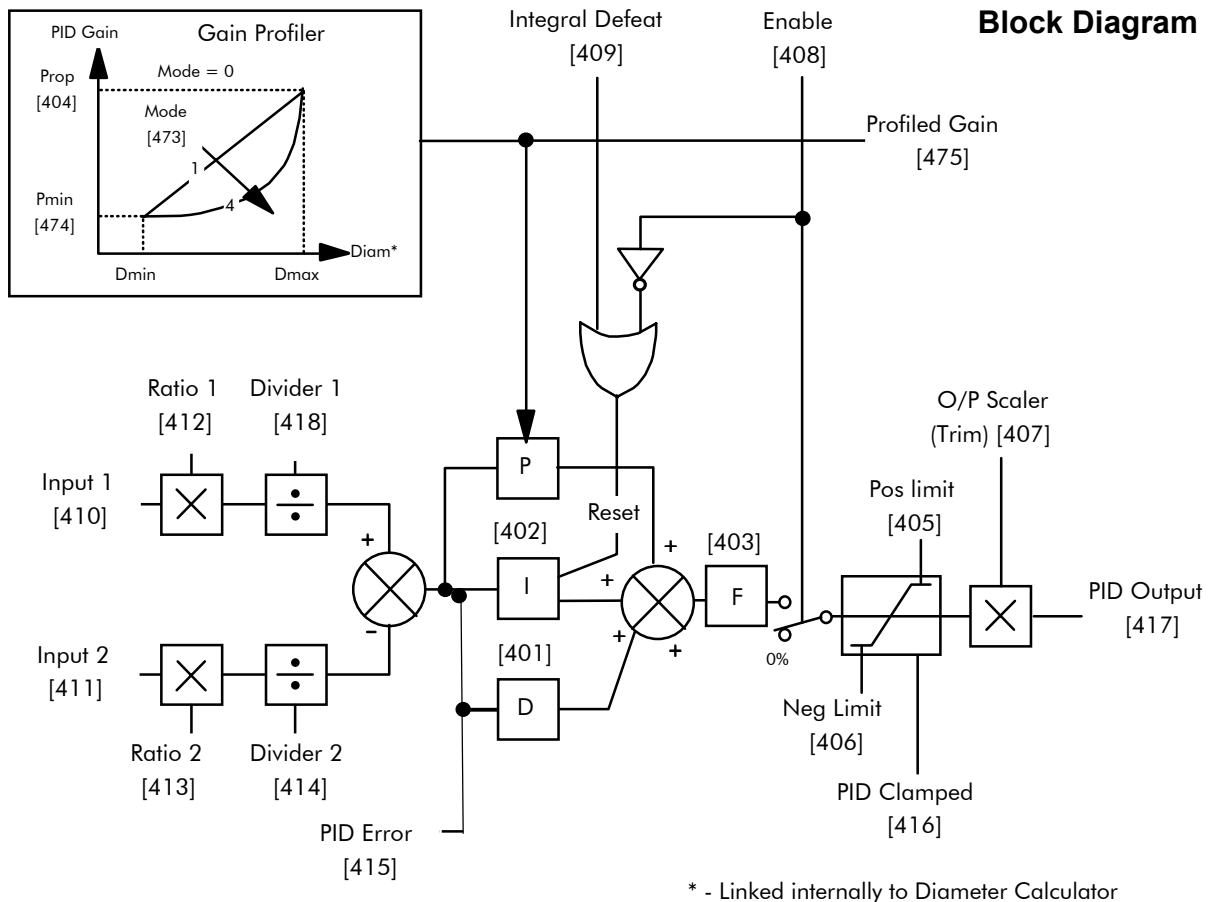 Block Diagram
Integral Defeat
[409]
Enable
[408]
PID Gain
Gain Profiler
Prop
[404]
Mode = 0
Mode
[473]
1
4
Pmin
[474]
Diam*
Dmin
Dmax
Profiled Gain
[475]
Ratio 1
[412]
Divider 1
[418]
O/P Scaler
(Trim) [407]
Input 1
[410]
P
Pos limit
[405]
Reset
[402]
[403]
+
+
I
+
F
PID Output
[417]
-
+
+
0%
Input 2
[411]
[401]
D
Neg Limit
[406]
Ratio 2
[413]
Divider 2
[414]
PID Clamped
[416]
PID Error
[415]
* - Linked internally to Diameter Calculator